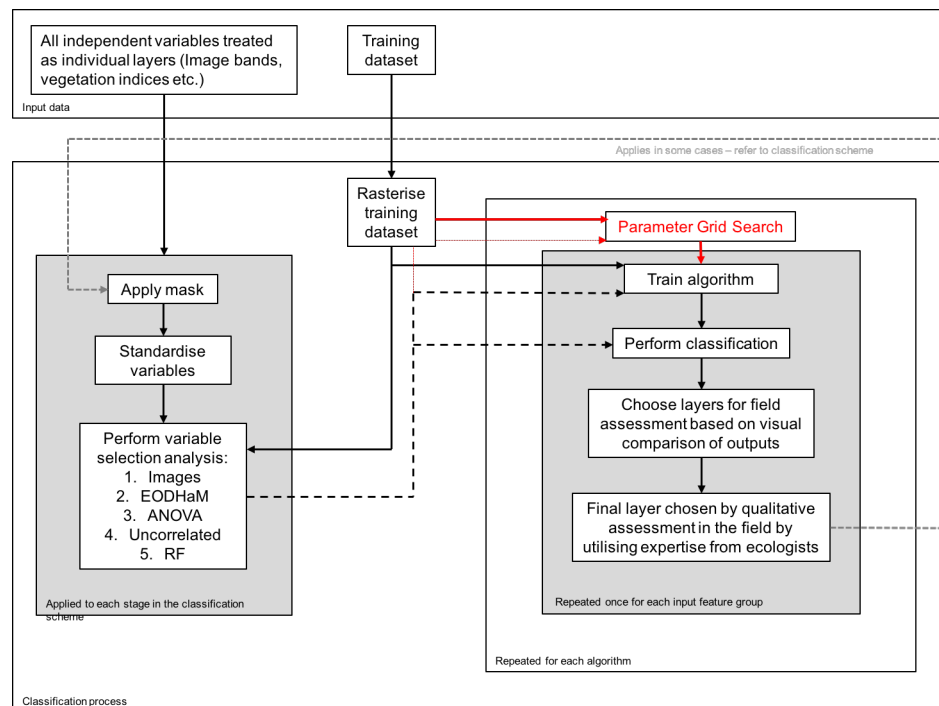 All independent variables treated
as individual layers (Image bands,
vegetation indices etc.)
Training
dataset
Input data
Applies in some cases – refer to classification scheme
Rasterise
training
dataset
Parameter Grid Search
Apply mask
Train algorithm
Standardise
variables
Perform classification
Perform variable
selection analysis:
1. Images
2. EODHaM
3. ANOVA
4. Uncorrelated
5. RF
Choose layers for field
assessment based on visual
comparison of outputs
Final layer chosen by qualitative
assessment in the field by
utilising expertise from ecologists
Applied to each stage in the classification
scheme
Repeated once for each input feature group
Repeated for each algorithm
Classification process